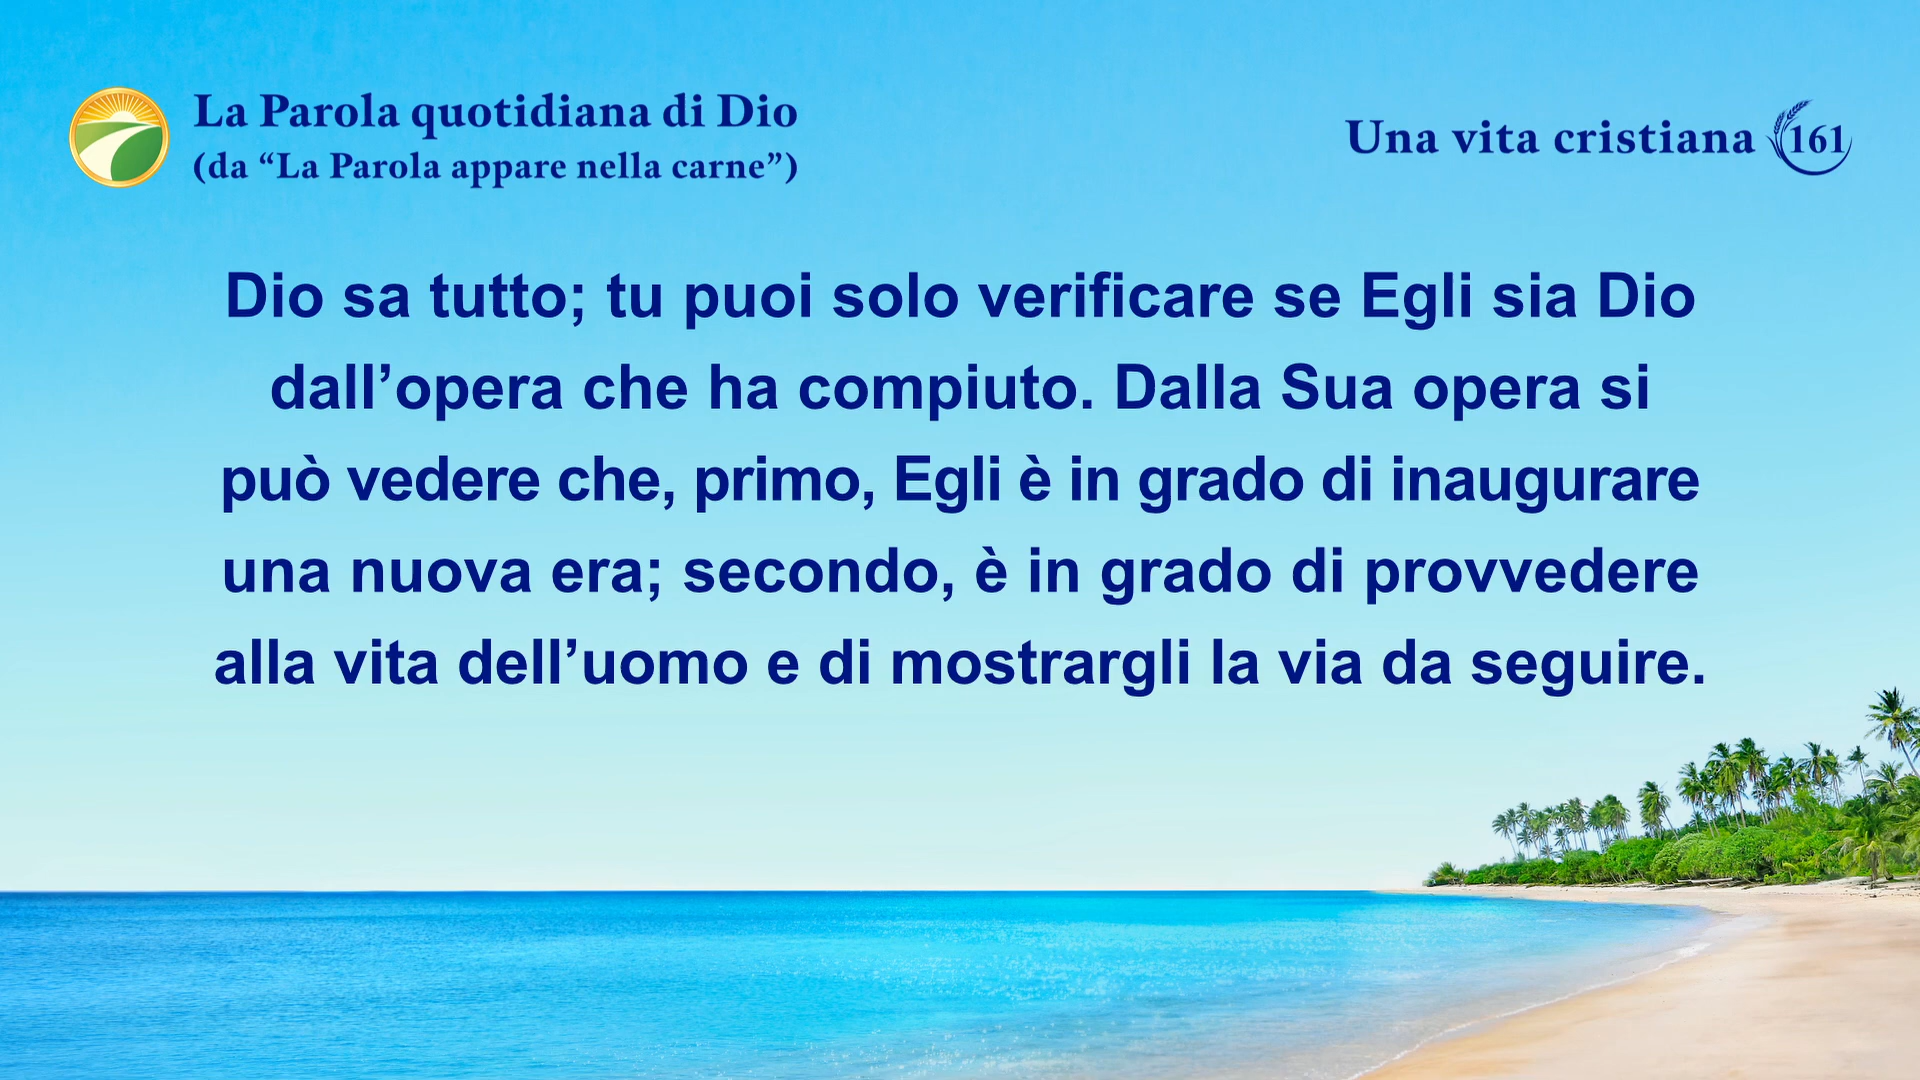 La Parola quotidiana di Dio
(da “La Parola appare nella carne”)
Una vita cristiana 161
Dio sa tutto; tu puoi solo verificare se Egli sia Dio
dall’opera che ha compiuto. Dalla Sua opera si
può vedere che, primo, Egli è in grado di inaugurare
una nuova era; secondo, è in grado di provvedere
alla vita dell’uomo e di mostrargli la via da seguire.